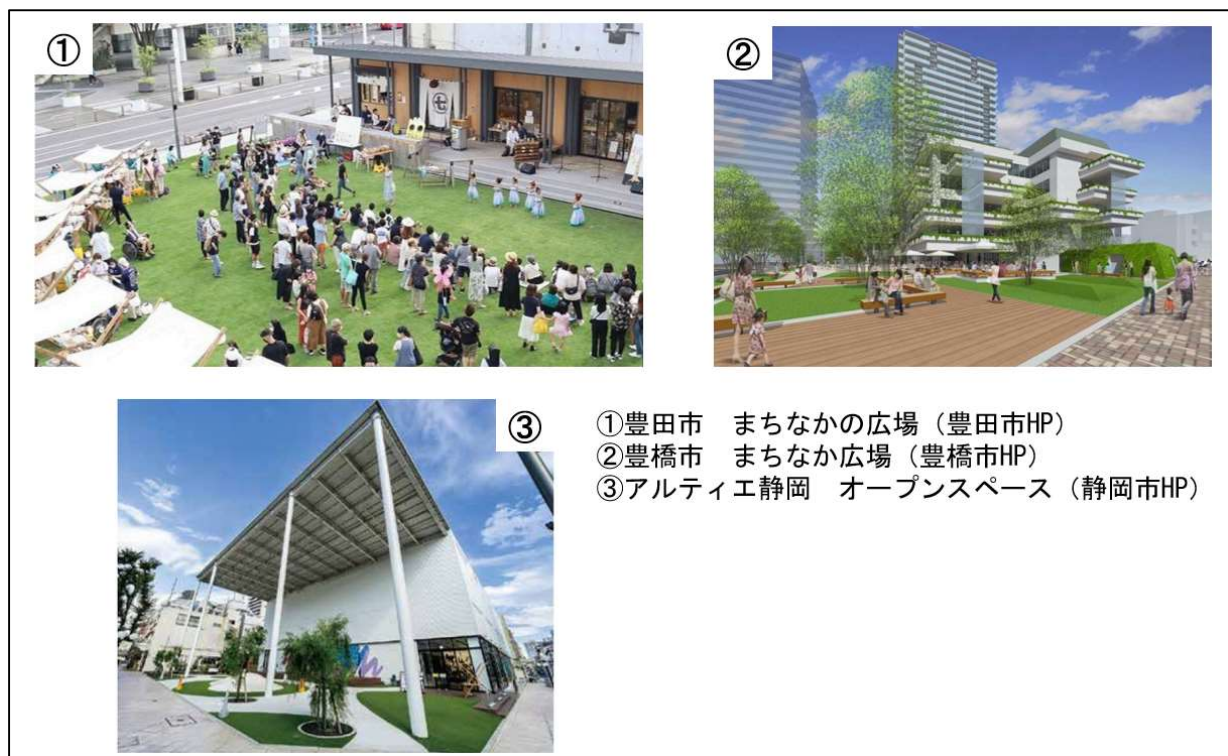 ①
②
③
①豊田市　まちなかの広場（豊田市HP）
②豊橋市　まちなか広場（豊橋市HP）
③アルティエ静岡　オープンスペース（静岡市HP）